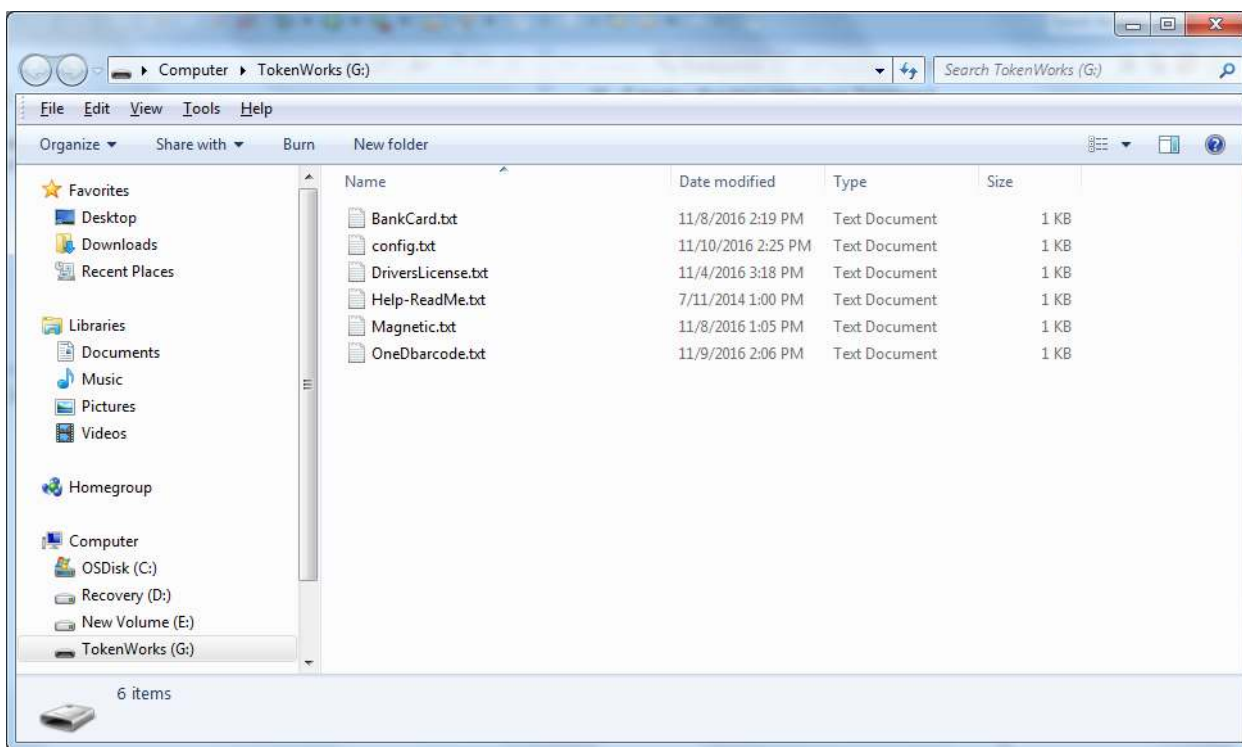 Computer TokenWorks (G:) Search TokenWorks (G:)
File Edit View Tools Help
Organize Share with Burn New folder
Name Date modified Type Size
Favorites
Desktop
Downloads
Recent Places
Libraries
Documents
Music
Pictures
Videos
Homegroup
Computer
OSDisk (C:)
Recovery (D:)
New Volume (E:)
TokenWorks (G:)
BankCard.txt 11/8/2016 2:19 PM Text Document 1 KB
config.txt 11/10/2016 2:25 PM Text Document 1 KB
DriversLicense.txt 11/4/2016 3:18 PM Text Document 1 KB
Help-ReadMe.txt 7/11/2014 1:00 PM Text Document 1 KB
Magnetic.txt 11/8/2016 1:05 PM Text Document 1 KB
OneDbarcode.txt 11/9/2016 2:06 PM Text Document 1 KB
6 items